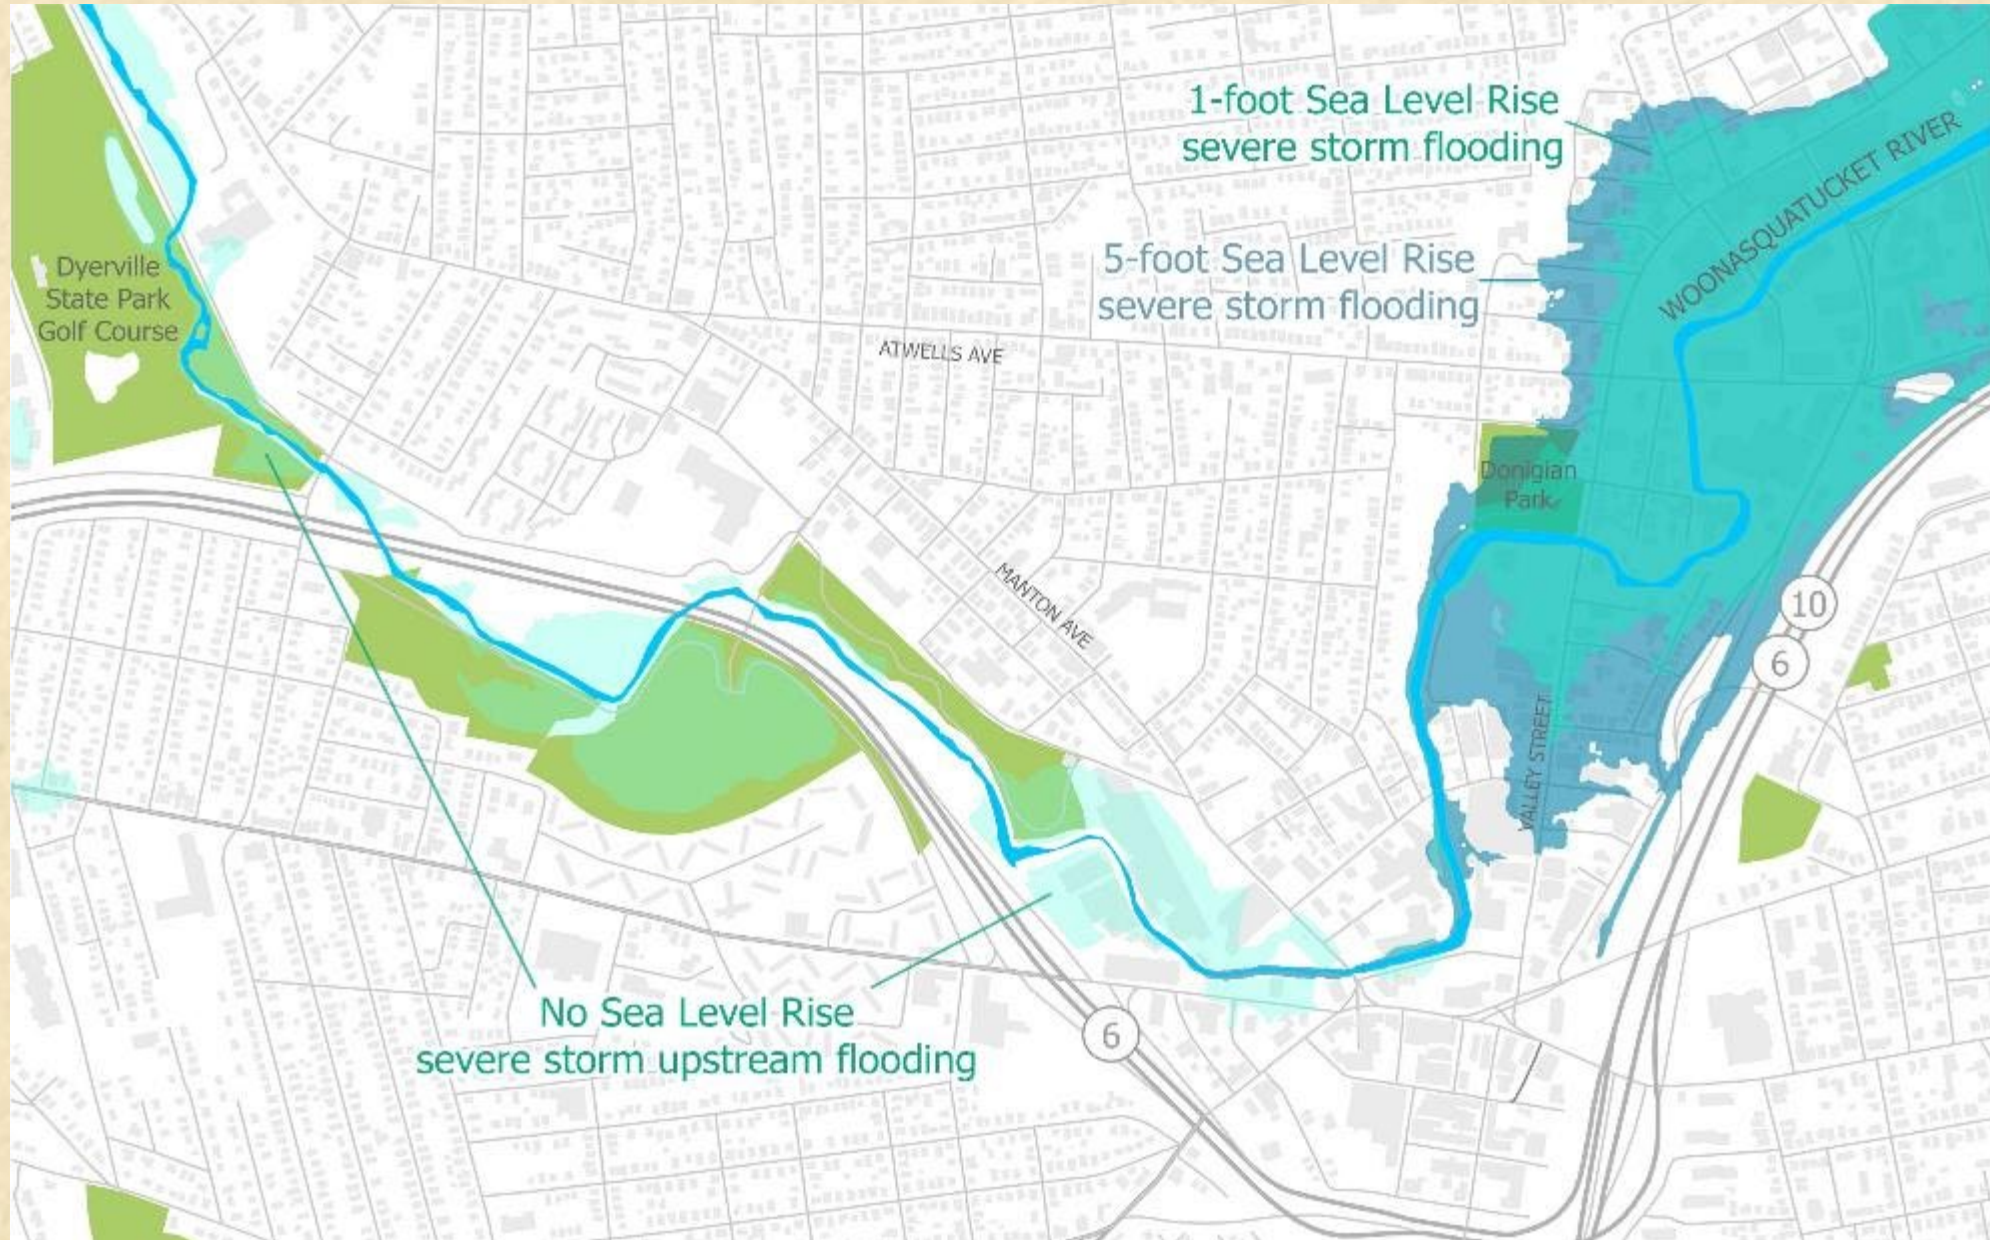 1-foot Sea Level Rise
severe storm flooding
WOONASQUATUCKET RIVER
5-foot Sea Level Rise
severe storm flooding
Dyerville
State Park
Golf Course
ATWELLS AVE
Donigian
Park
MANTON AVE
10
6
VALLEY STREET
No Sea Level Rise
severe storm upstream flooding
6